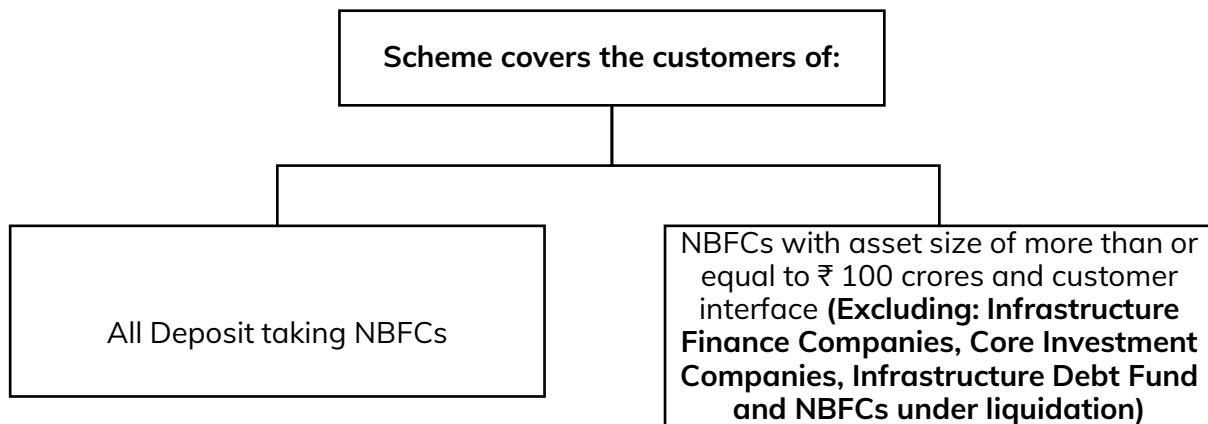 Scheme covers the customers of:
All Deposit taking NBFCs
NBFCs with asset size of more than or
equal to ₹ 100 crores and customer
interface (Excluding: Infrastructure
Finance Companies, Core Investment
Companies, Infrastructure Debt Fund
and NBFCs under liquidation)